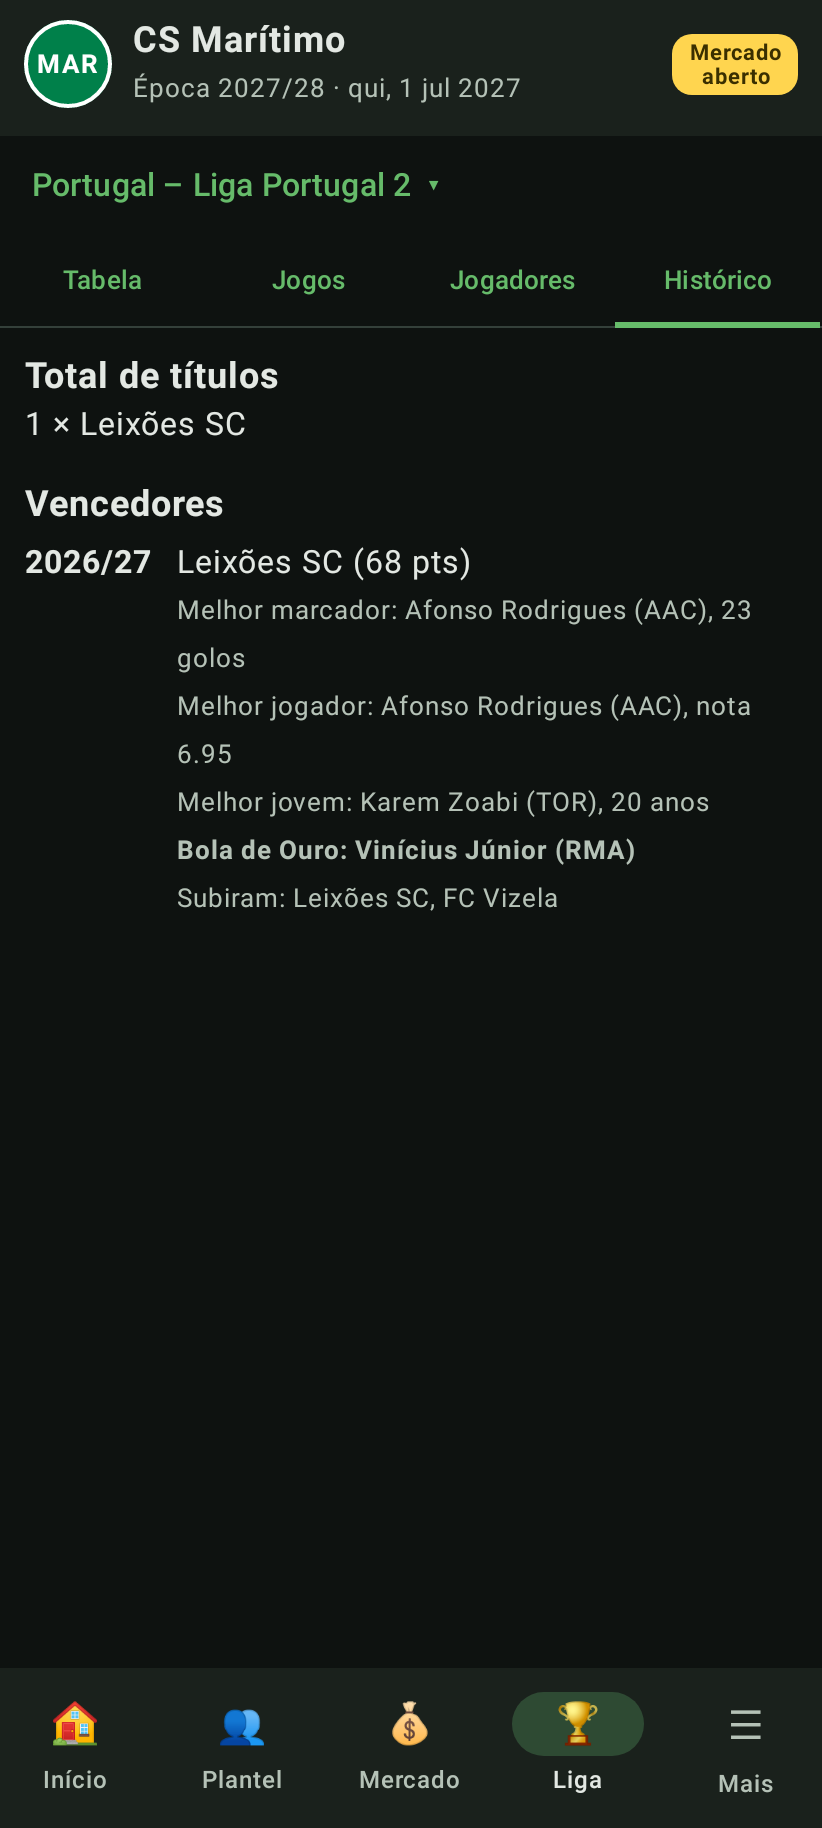 MAR
CS Marítimo
Época 2027/28 · qui, 1 jul 2027
Mercado
aberto
Portugal – Liga Portugal 2 ▾
Tabela
Jogos
Jogadores
Histórico
Total de títulos
1 × Leixões SC
Vencedores
2026/27 Leixões SC (68 pts)
Melhor marcador: Afonso Rodrigues (AAC), 23
golos
Melhor jogador: Afonso Rodrigues (AAC), nota
6.95
Melhor jovem: Karem Zoabi (TOR), 20 anos
Bola de Ouro: Vinícius Júnior (RMA)
Subiram: Leixões SC, FC Vizela
Início
Plantel
Mercado
Liga
Mais